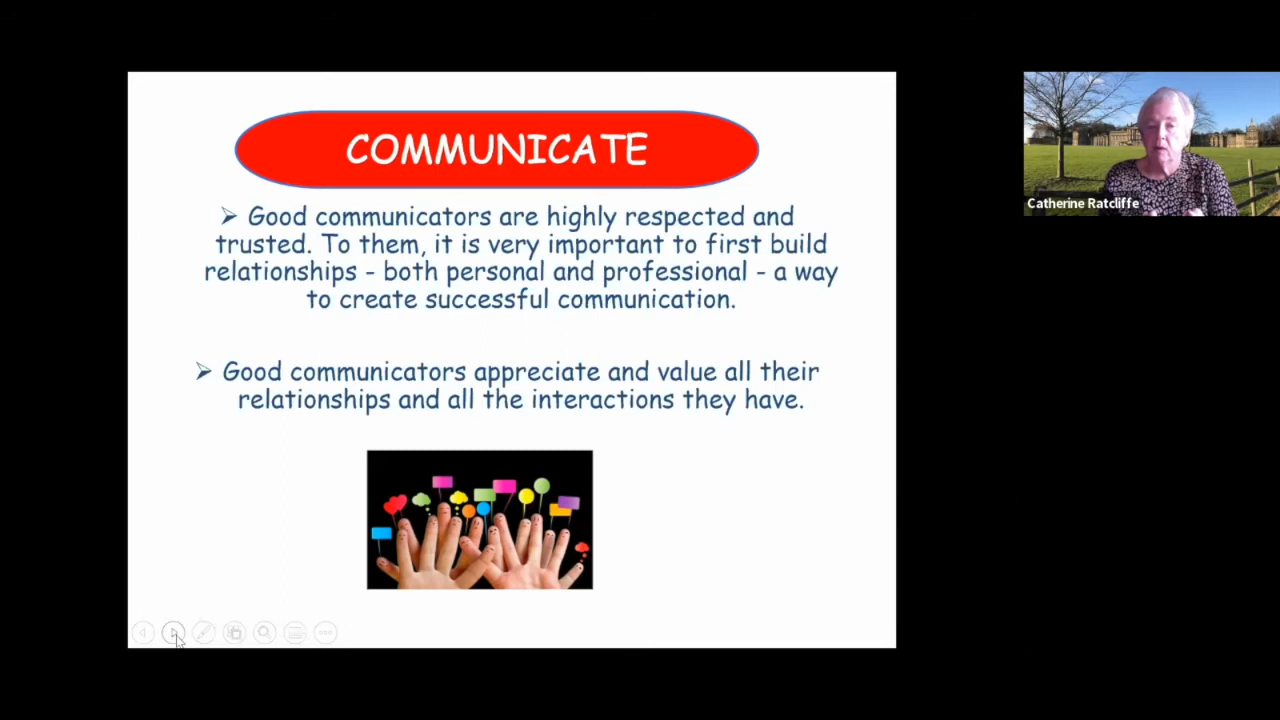 COMMUNICATE
➢ Good communicators are highly respected and
trusted. To them, it is very important to first build
relationships - both personal and professional - a way
to create successful communication.
➢ Good communicators appreciate and value all their
relationships and all the interactions they have.
Catherine Ratcliffe